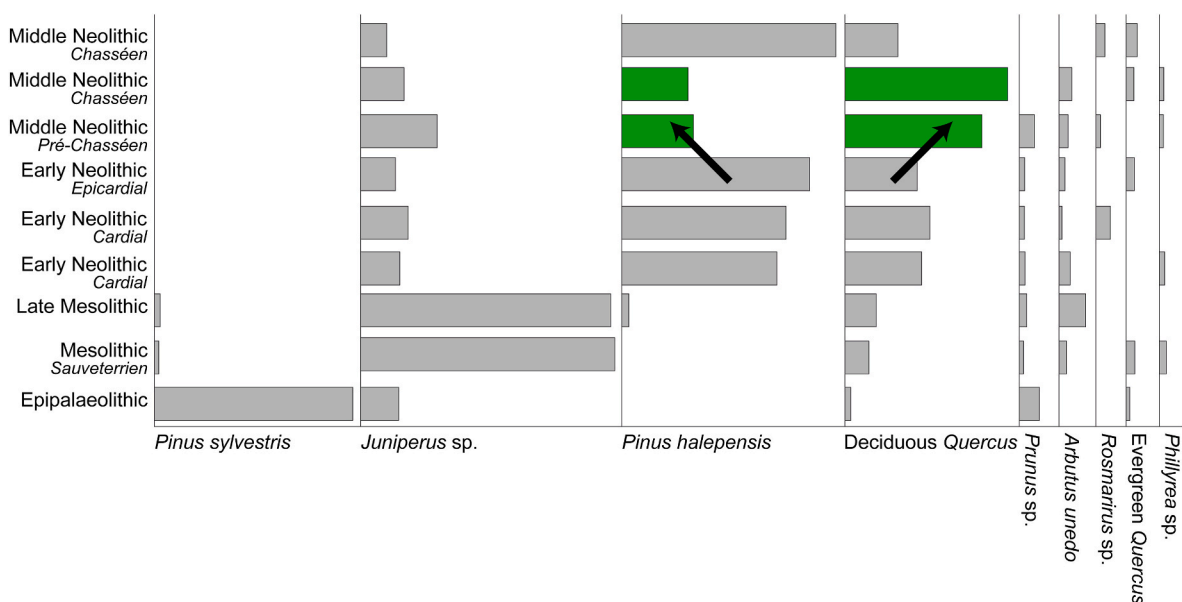 Middle Neolithic
Chasséen
Middle Neolithic
Chasséen
Middle Neolithic
Pré-Chasséen
Early Neolithic
Epicardial
Early Neolithic
Cardial
Early Neolithic
Cardial
Late Mesolithic
Mesolithic
Sauveterrien
Epipalaeolithic
Pinus sylvestris
Juniperus sp.
Pinus halepensis
Deciduous Quercus
Prunus sp.
Arbutus unedo
Rosmarirus sp.
Evergreen Quercus
Phillyrea sp.